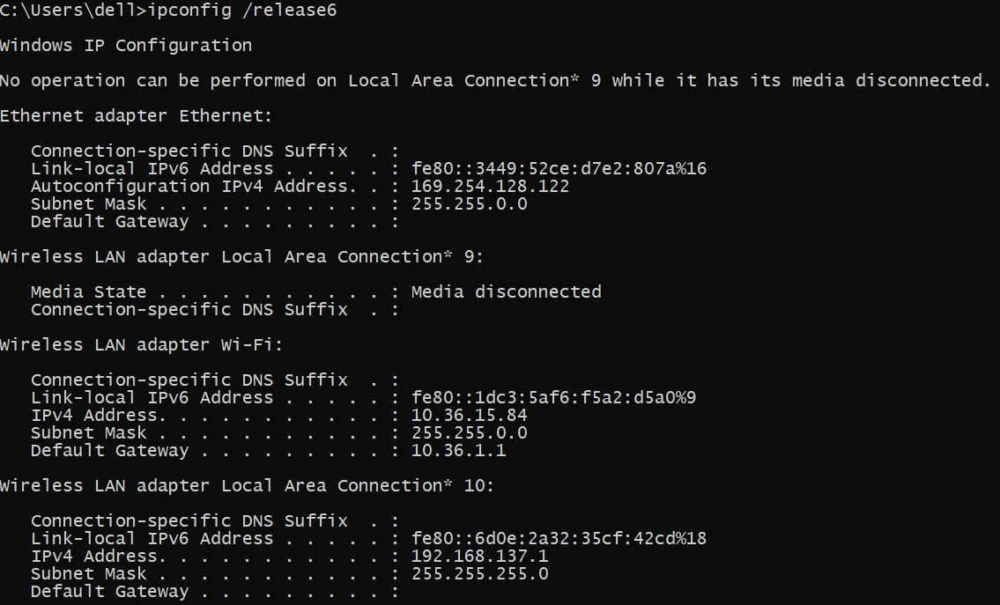 C:\Users\dell>ipconfig /release6
Windows IP Configuration
No operation can be performed on Local Area Connection* 9 while it has its media disconnected.
Ethernet adapter Ethernet:
   Connection-specific DNS Suffix  . :
   Link-local IPv6 Address . . . . . : fe80::3449:52ce:d7e2:807a%16
   Autoconfiguration IPv4 Address. . : 169.254.128.122
   Subnet Mask . . . . . . . . . . . : 255.255.0.0
   Default Gateway . . . . . . . . . :
Wireless LAN adapter Local Area Connection* 9:
   Media State . . . . . . . . . . . : Media disconnected
   Connection-specific DNS Suffix  . :
Wireless LAN adapter Wi-Fi:
   Connection-specific DNS Suffix  . :
   Link-local IPv6 Address . . . . . : fe80::1dc3:5af6:f5a2:d5a0%9
   IPv4 Address. . . . . . . . . . . : 10.36.15.84
   Subnet Mask . . . . . . . . . . . : 255.255.0.0
   Default Gateway . . . . . . . . . : 10.36.1.1
Wireless LAN adapter Local Area Connection* 10:
   Connection-specific DNS Suffix  . :
   Link-local IPv6 Address . . . . . : fe80::6d0e:2a32:35cf:42cd%18
   IPv4 Address. . . . . . . . . . . : 192.168.137.1
   Subnet Mask . . . . . . . . . . . : 255.255.255.0
   Default Gateway . . . . . . . . . :